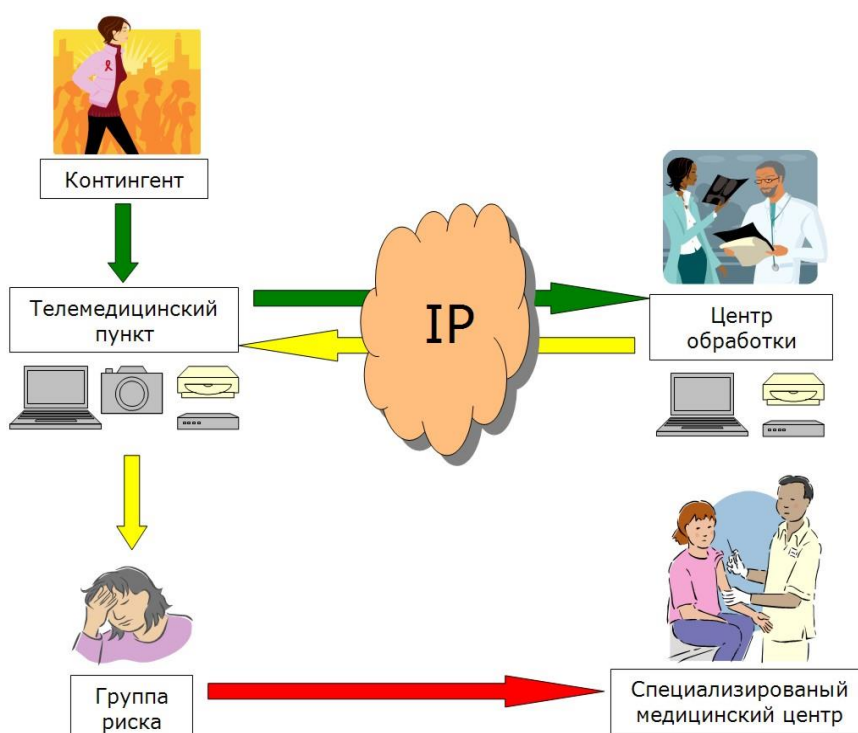 Контингент
Телемедицинский
пункт
IP
Центр
обработки
Группа
риска
Специализированый
медицинский центр